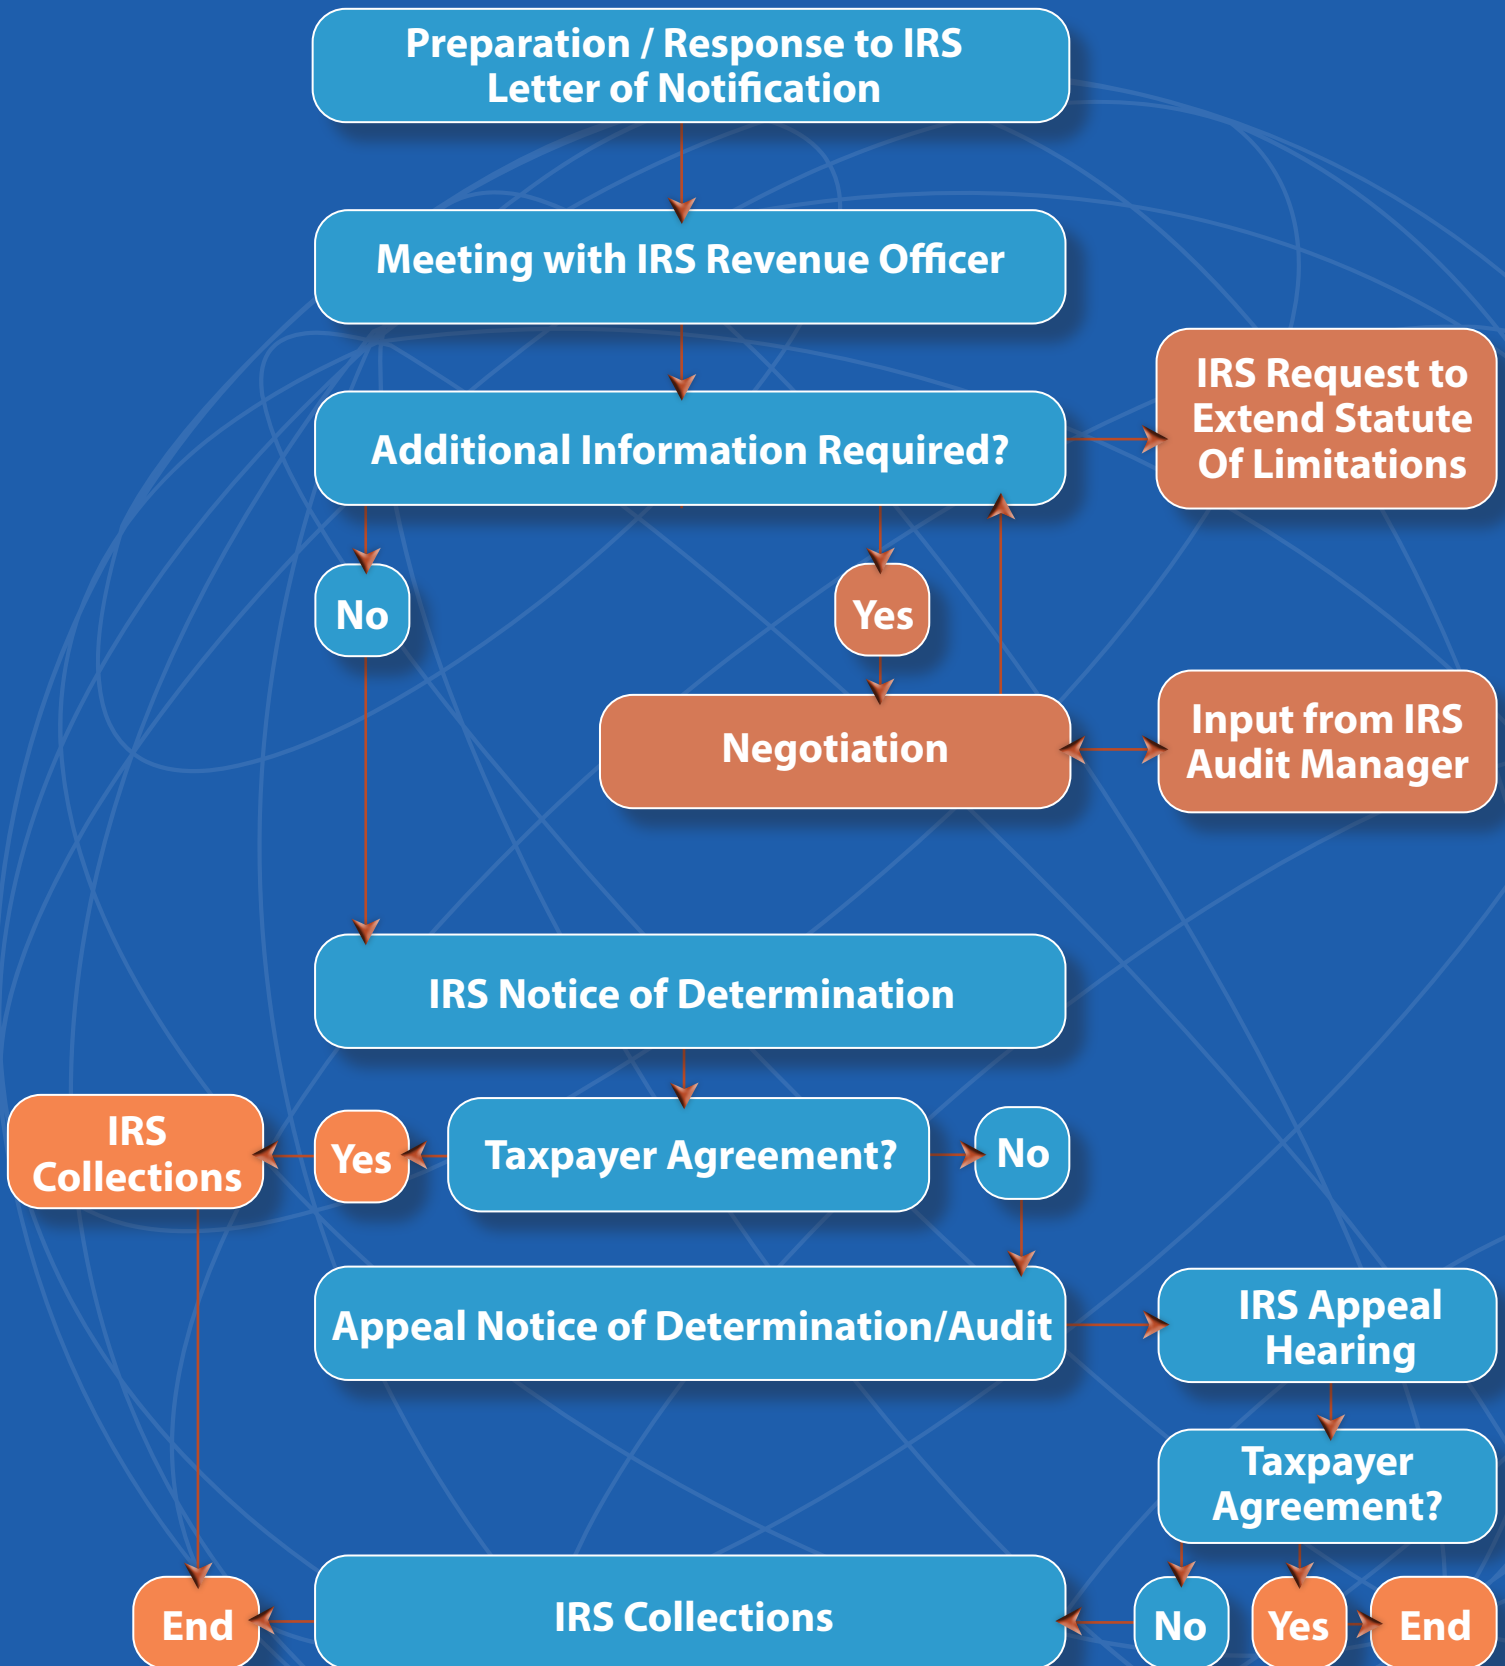 Preparation / Response to IRS
Letter of Notification
Meeting with IRS Revenue Officer
IRS Request to
Extend Statute
Of Limitations
Additional Information Required?
No
Yes
Negotiation
Input from IRS
Audit Manager
IRS Notice of Determination
IRS
Collections
Yes
Taxpayer Agreement?
No
Appeal Notice of Determination/Audit
IRS Appeal
Hearing
Taxpayer
Agreement?
End
IRS Collections
No
Yes
End